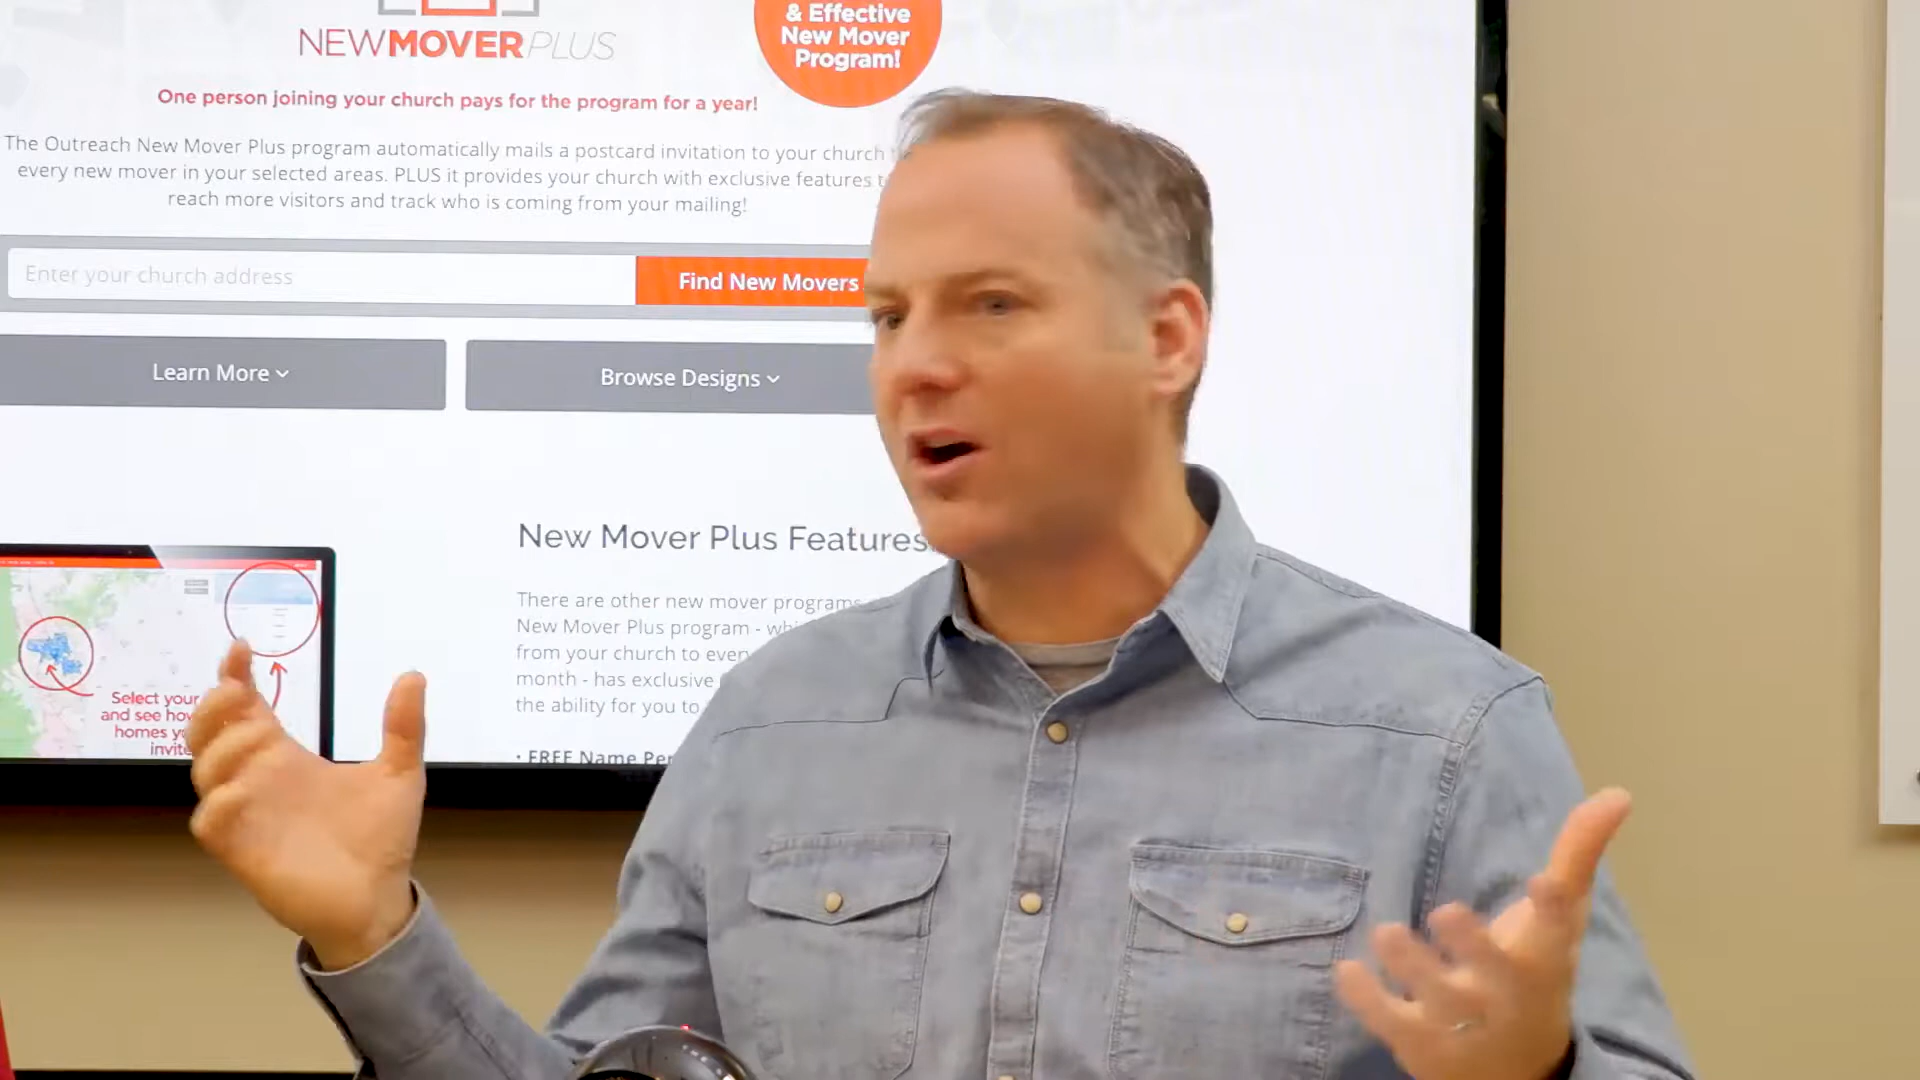 NEWMOVERPLUS
& Effective
New Mover
Program!
One person joining your church pays for the program for a year!
The Outreach New Mover Plus program automatically mails a postcard invitation to your church
every new mover in your selected areas. PLUS it provides your church with exclusive features
reach more visitors and track who is coming from your mailing!
Enter your church address
Find New Movers
Learn More
Browse Designs
New Mover Plus Features
There are other new mover programs
New Mover Plus program -
from your church to every
month - has exclusive
the ability for you to
• FREE Name
Select your
and see how
homes